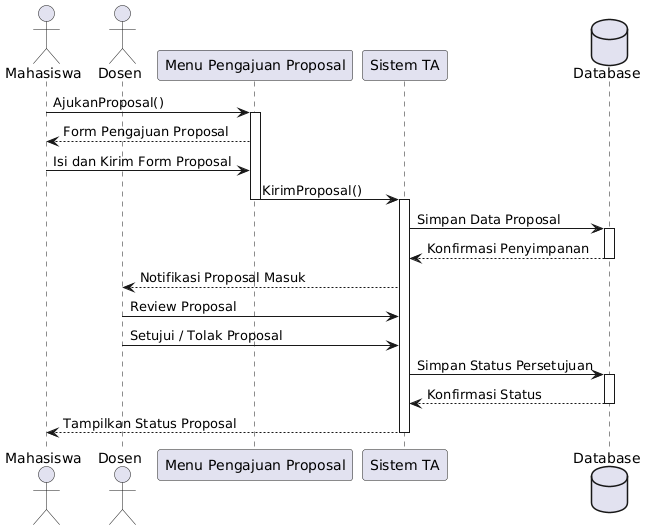 Mahasiswa
Dosen
Menu Pengajuan Proposal
Sistem TA
Database
AjukanProposal()
Form Pengajuan Proposal
Isi dan Kirim Form Proposal
KirimProposal()
Simpan Data Proposal
Konfirmasi Penyimpanan
Notifikasi Proposal Masuk
Review Proposal
Setujui / Tolak Proposal
Simpan Status Persetujuan
Konfirmasi Status
Tampilkan Status Proposal
Mahasiswa
Dosen
Menu Pengajuan Proposal
Sistem TA
Database